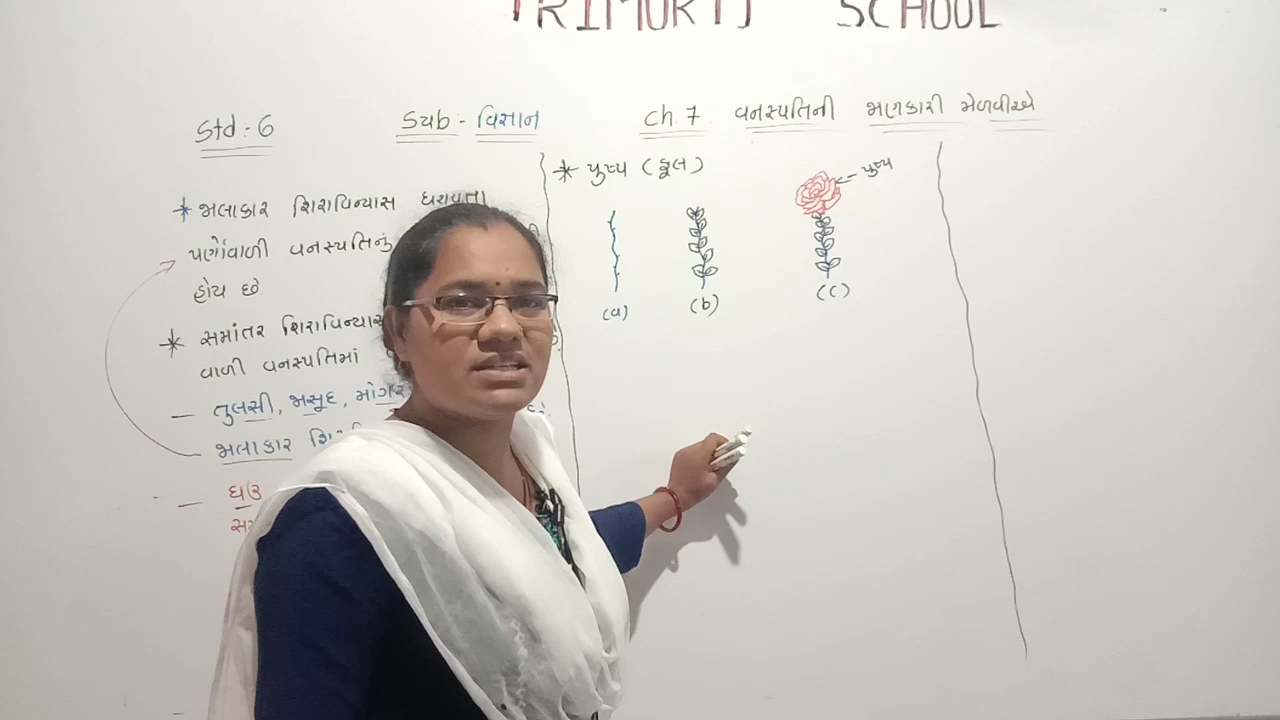 TRIMURTI SCHOOL
Std:- 6 Sub:- વિજ્ઞાન Ch 7 વનસ્પતિની જાણકારી મેળવીએ
* જાલાકાર શિરાવિન્યાસ ધરાવતા
પર્ણોવાળી વનસ્પતિનું
હોય છે.
* સમાંતર શિરાવિન્યાસ
વાળી વનસ્પતિમાં
— તુલસી, જાસૂદ, મોગરા
જાલાકાર
— ઘઉં
* પુષ્પ (ફૂલ)
← પુષ્પ
(a) (b) (c)